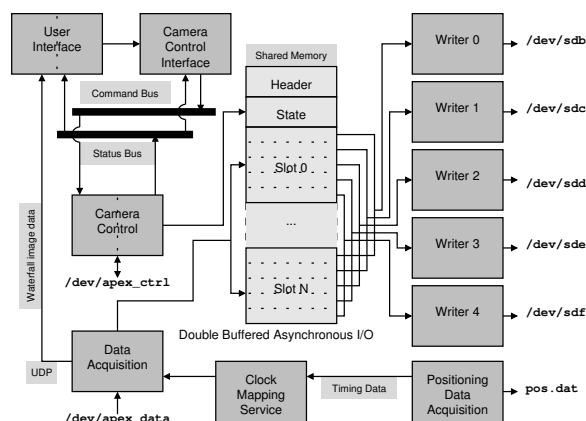 User
Interface
Camera
Control
Interface
Command Bus
Status Bus
Camera
Control
/dev/apex_ctrl
Waterfall image data
UDP
Data
Acquisition
/dev/apex_data
Shared Memory
Header
State
Slot 0
...
Slot N
Double Buffered Asynchronous I/O
Writer 0
/dev/sdb
Writer 1
/dev/sdc
Writer 2
/dev/sdd
Writer 3
/dev/sde
Writer 4
/dev/sdf
Clock
Mapping
Service
Timing Data
Positioning
Data
Acquisition
pos.dat